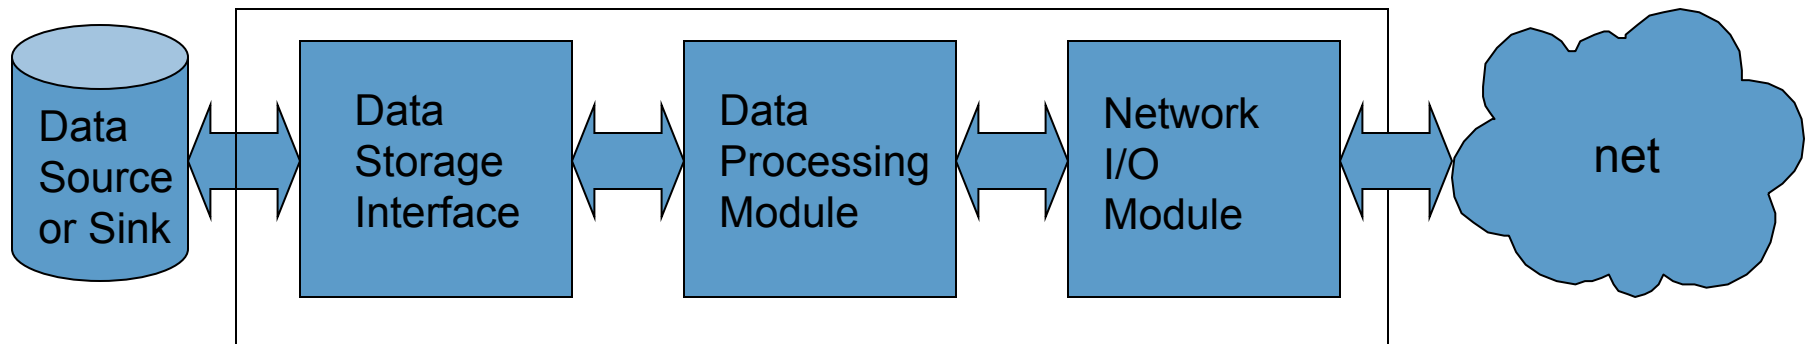 Data
Source
or Sink
Data
Storage
Interface
Data
Processing
Module
Network
I/O
Module
net